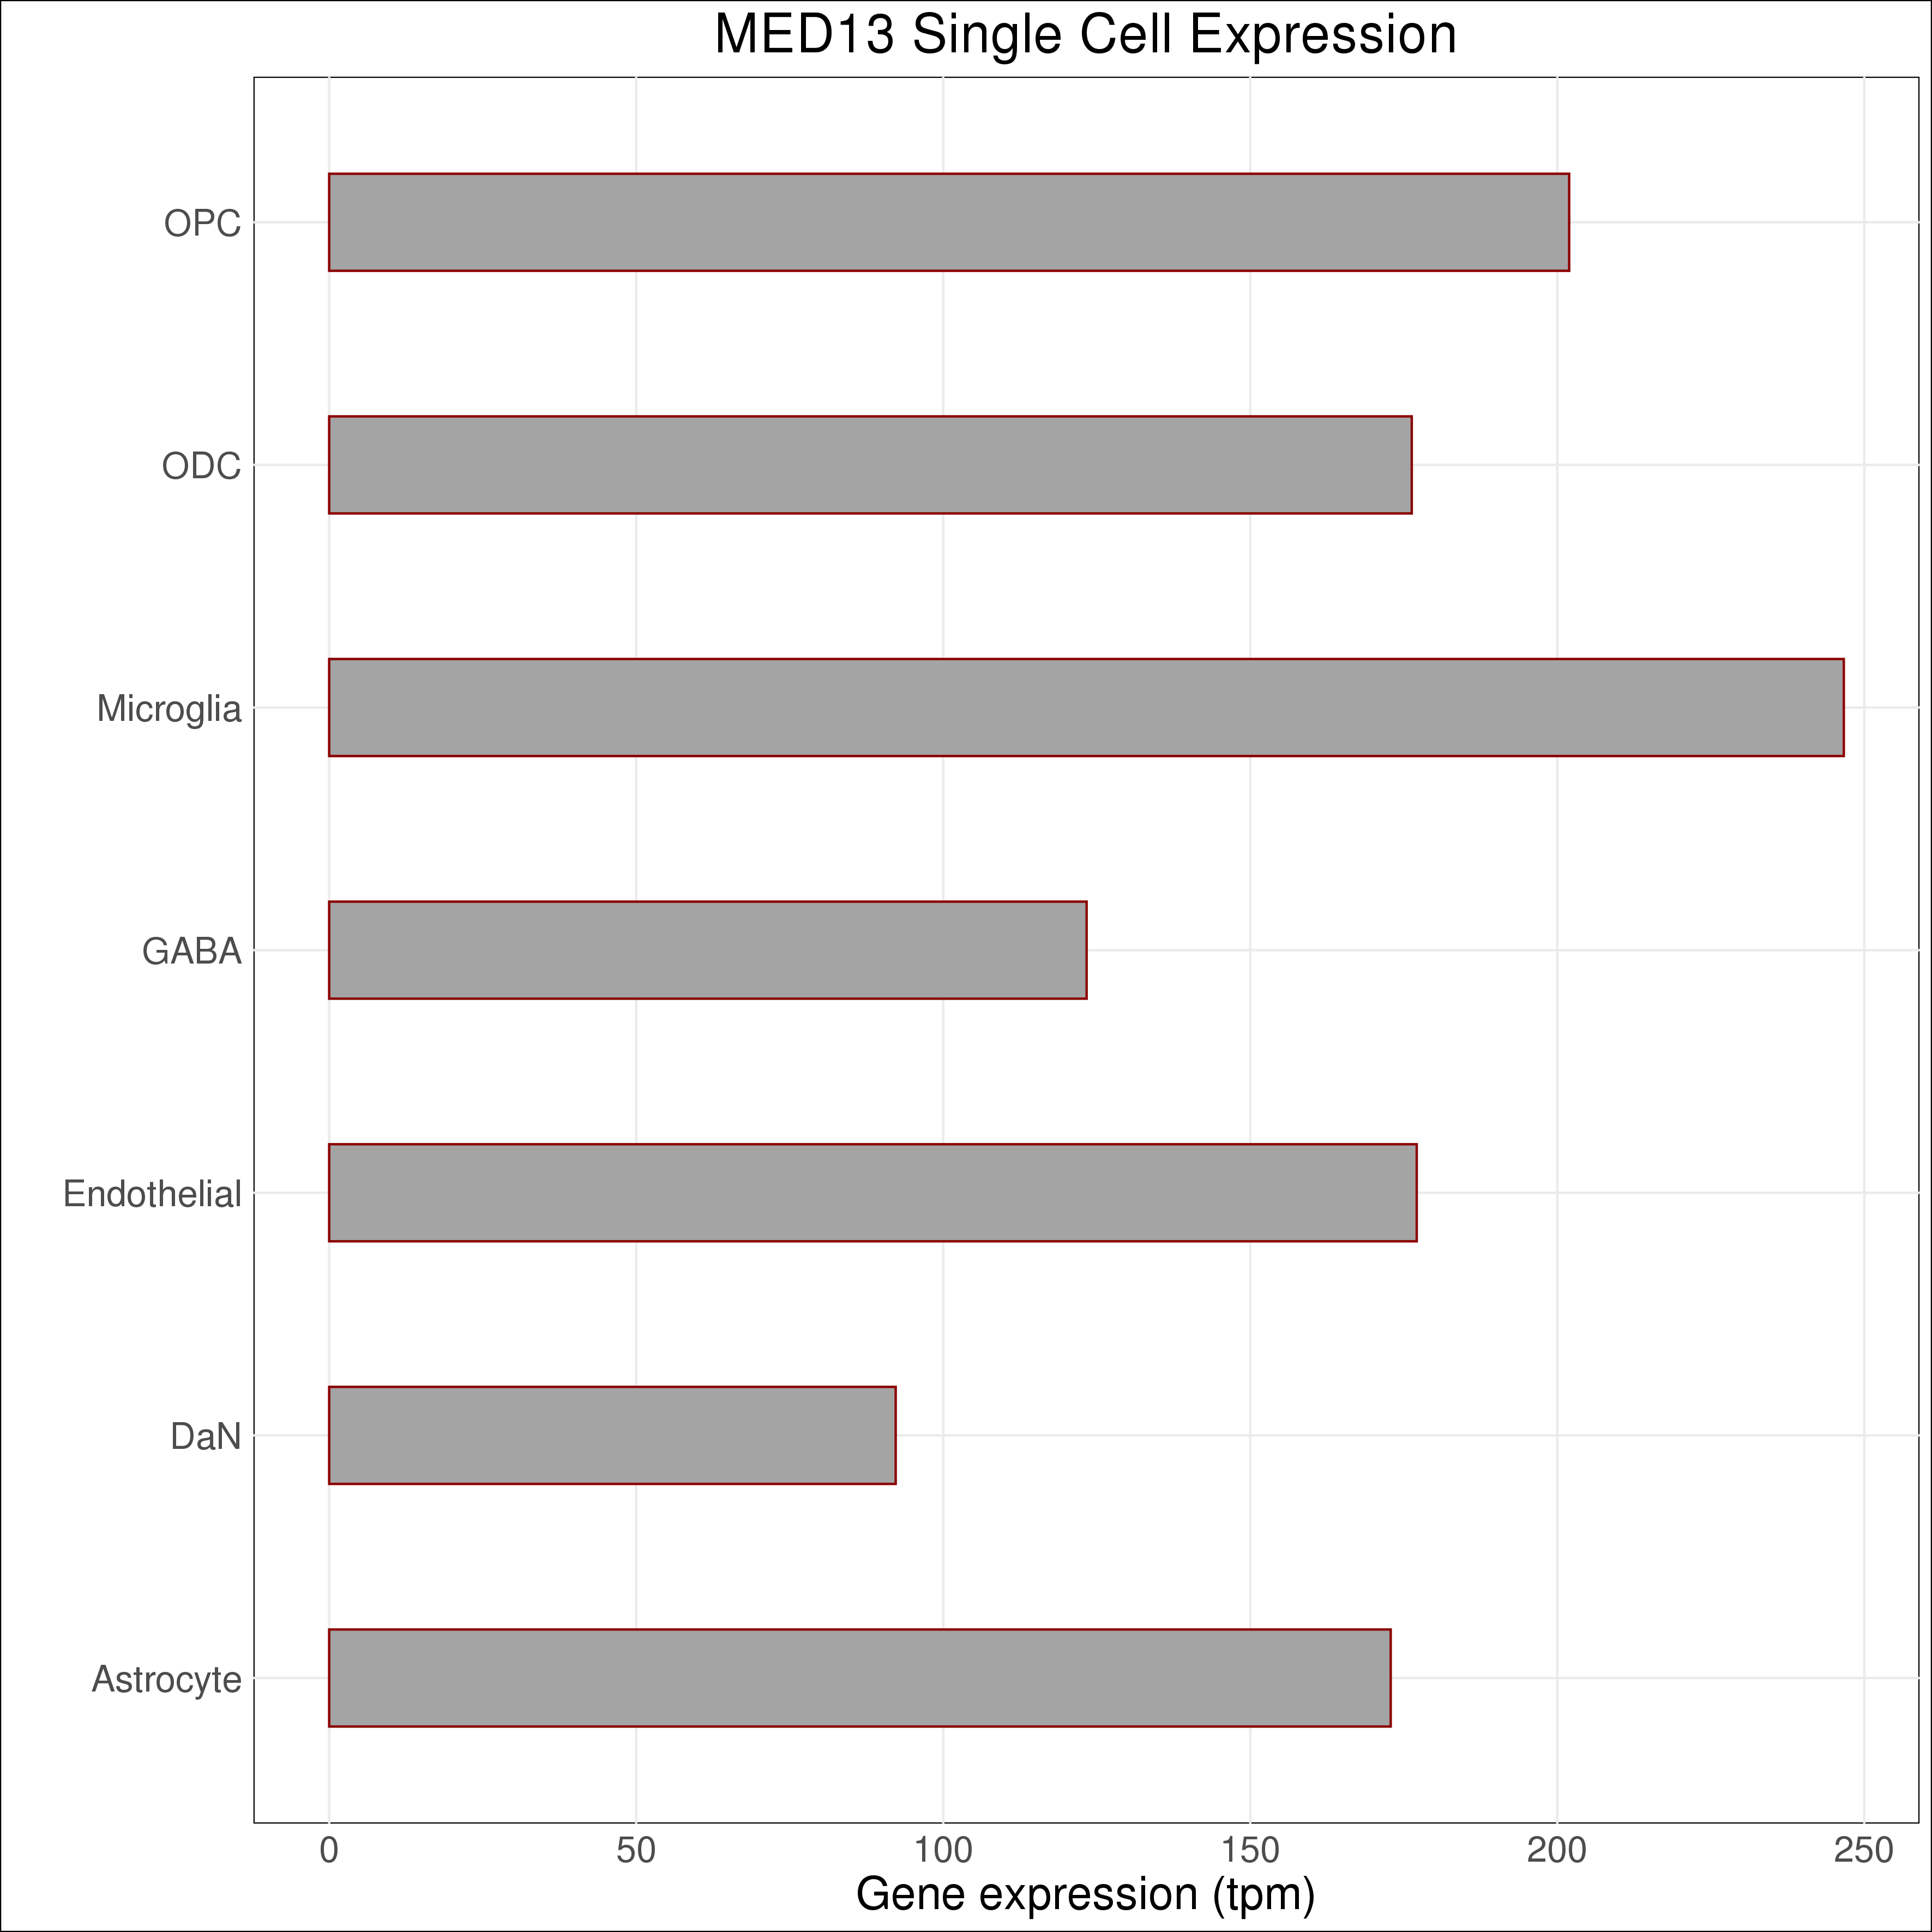 MED13 Single Cell Expression
OPC
ODC
Microglia
GABA
Endothelial
DaN
Astrocyte
0 50 100 150 200 250
Gene expression (tpm)